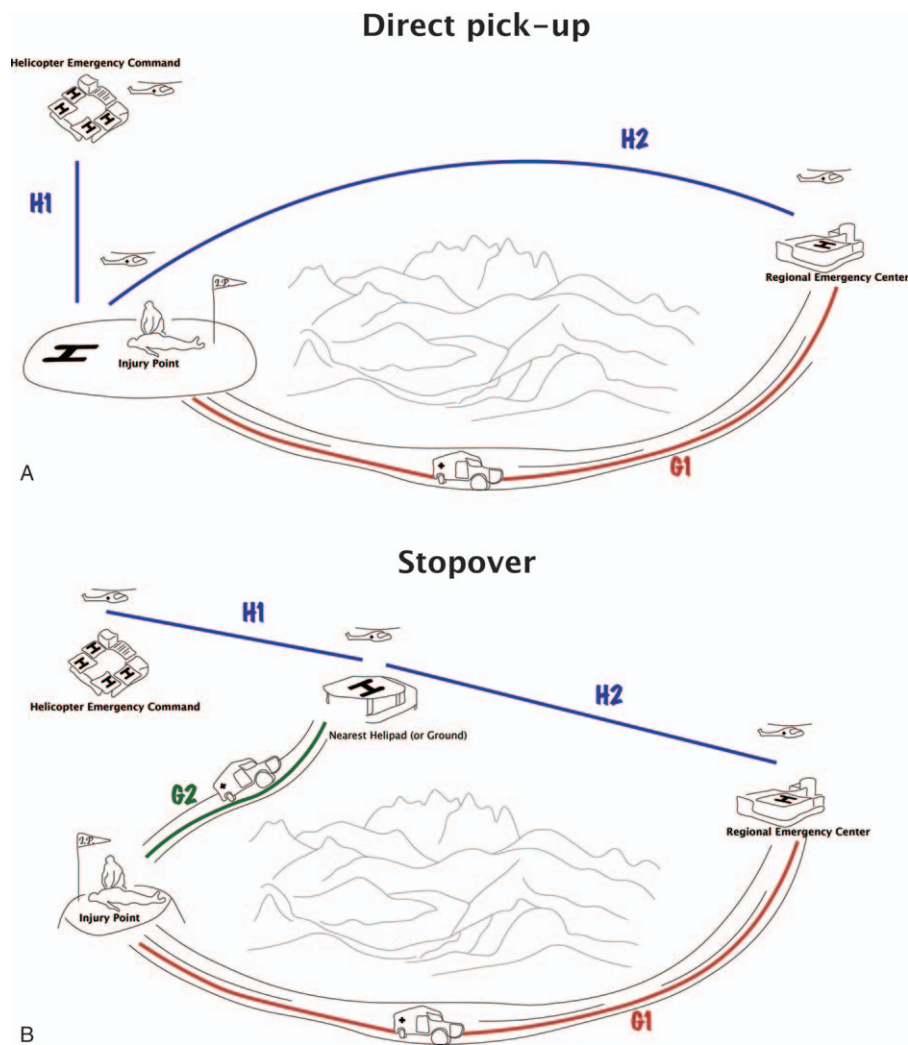 Direct pick-up
Helicopter Emergency Command
H
H
H
H
H1
H2
H
Regional Emergency Center
I.P.
H
Injury Point
G1
A
Stopover
H1
H
H
H
H
H2
Helicopter Emergency Command
H
Nearest Helipad (or Ground)
G2
H
Regional Emergency Center
I.P.
Injury Point
G1
B